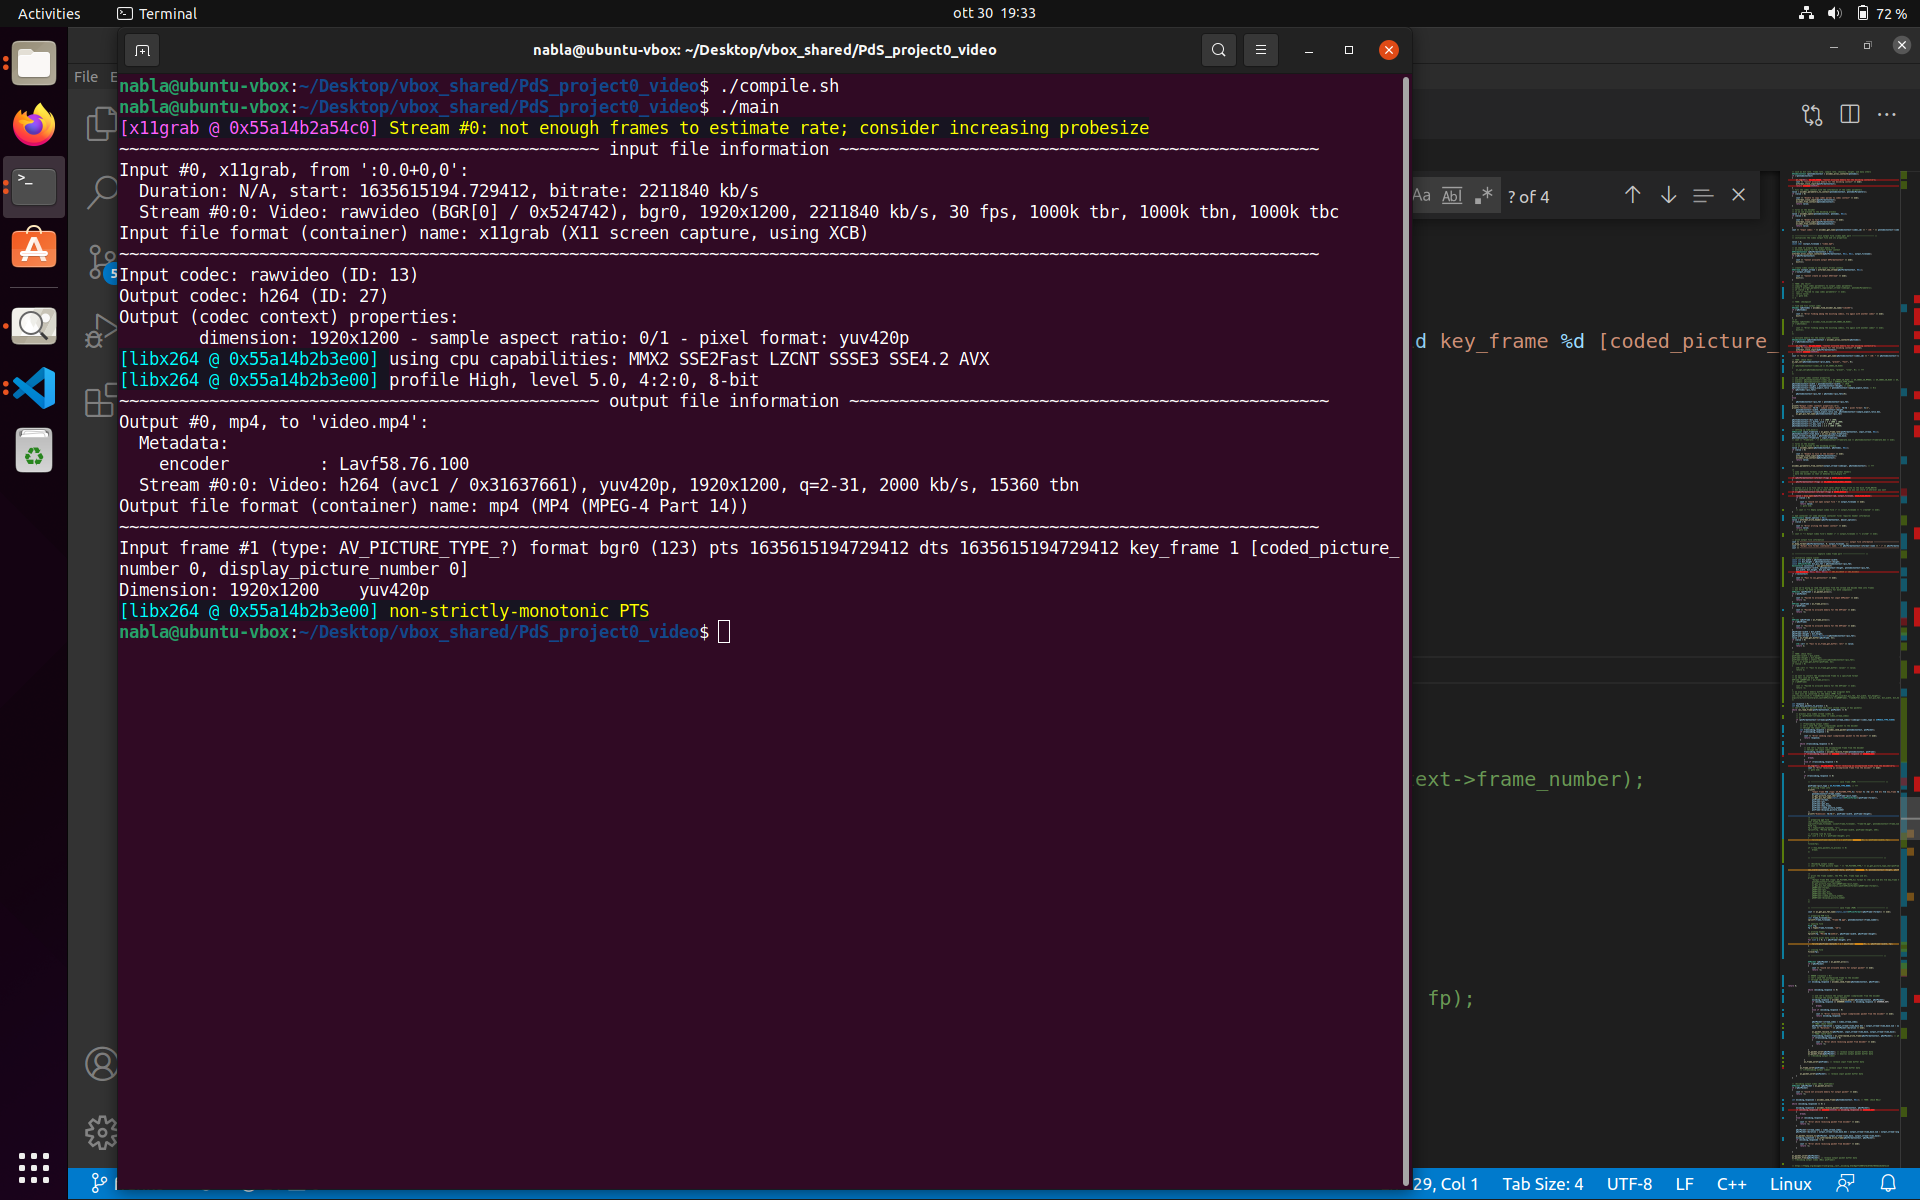 Activities Terminal ott 30 19:33 72 %
nabla@ubuntu-vbox: ~/Desktop/vbox_shared/PdS_project0_video
File
nabla@ubuntu-vbox:~/Desktop/vbox_shared/PdS_project0_video$ ./compile.sh
nabla@ubuntu-vbox:~/Desktop/vbox_shared/PdS_project0_video$ ./main
[x11grab @ 0x55a14b2a54c0] Stream #0: not enough frames to estimate rate; consider increasing probesize
~~~~~~~~~~~~~~~~~~~~~~~~~~~~~~~~~~~~~~~~~~~~~~~~ input file information ~~~~~~~~~~~~~~~~~~~~~~~~~~~~~~~~~~~~~~~~~~~~~~~~
Input #0, x11grab, from ':0.0+0,0':
  Duration: N/A, start: 1635615194.729412, bitrate: 2211840 kb/s
  Stream #0:0: Video: rawvideo (BGR[0] / 0x524742), bgr0, 1920x1200, 2211840 kb/s, 30 fps, 1000k tbr, 1000k tbn, 1000k tbc
Input file format (container) name: x11grab (X11 screen capture, using XCB)
~~~~~~~~~~~~~~~~~~~~~~~~~~~~~~~~~~~~~~~~~~~~~~~~~~~~~~~~~~~~~~~~~~~~~~~~~~~~~~~~~~~~~~~~~~~~~~~~~~~~~~~~~~~~~~~~~~~~~~~~
Input codec: rawvideo (ID: 13)
Output codec: h264 (ID: 27)
Output (codec context) properties:
        dimension: 1920x1200 - sample aspect ratio: 0/1 - pixel format: yuv420p
[libx264 @ 0x55a14b2b3e00] using cpu capabilities: MMX2 SSE2Fast LZCNT SSSE3 SSE4.2 AVX
[libx264 @ 0x55a14b2b3e00] profile High, level 5.0, 4:2:0, 8-bit
~~~~~~~~~~~~~~~~~~~~~~~~~~~~~~~~~~~~~~~~~~~~~~~~ output file information ~~~~~~~~~~~~~~~~~~~~~~~~~~~~~~~~~~~~~~~~~~~~~~~~
Output #0, mp4, to 'video.mp4':
  Metadata:
    encoder         : Lavf58.76.100
  Stream #0:0: Video: h264 (avc1 / 0x31637661), yuv420p, 1920x1200, q=2-31, 2000 kb/s, 15360 tbn
Output file format (container) name: mp4 (MP4 (MPEG-4 Part 14))
~~~~~~~~~~~~~~~~~~~~~~~~~~~~~~~~~~~~~~~~~~~~~~~~~~~~~~~~~~~~~~~~~~~~~~~~~~~~~~~~~~~~~~~~~~~~~~~~~~~~~~~~~~~~~~~~~~~~~~~~
Input frame #1 (type: AV_PICTURE_TYPE_?) format bgr0 (123) pts 1635615194729412 dts 1635615194729412 key_frame 1 [coded_picture_
number 0, display_picture_number 0]
Dimension: 1920x1200    yuv420p
[libx264 @ 0x55a14b2b3e00] non-strictly-monotonic PTS
nabla@ubuntu-vbox:~/Desktop/vbox_shared/PdS_project0_video$
Aa Abl .* ? of 4
d key_frame %d [coded_picture_
ext->frame_number);
fp);
29, Col 1 Tab Size: 4 UTF-8 LF C++ Linux